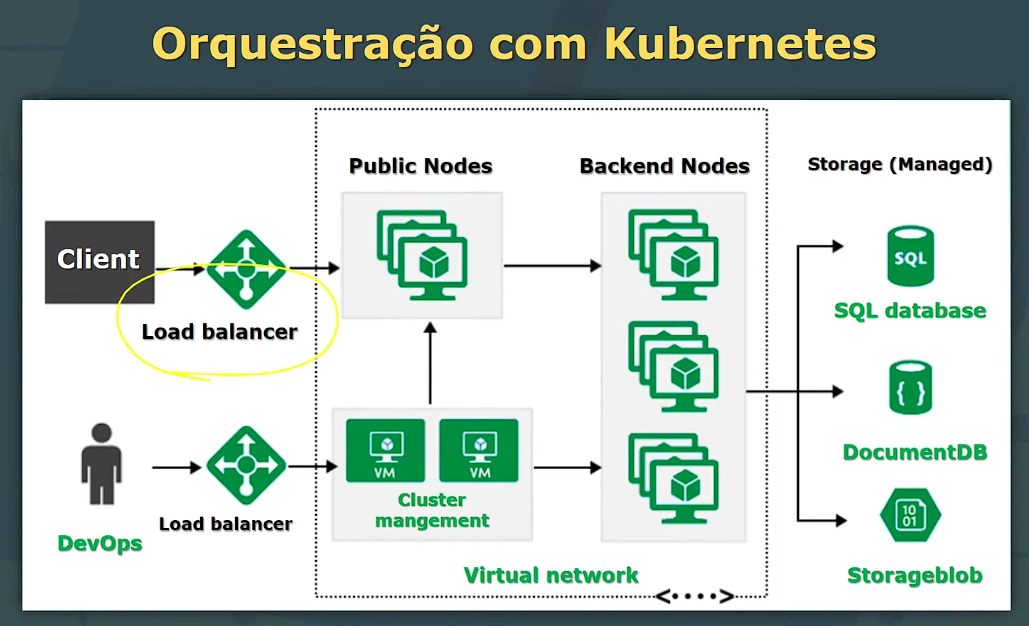 Orquestração com Kubernetes
Public Nodes
Backend Nodes
Storage (Managed)
Client
Load balancer
SQL
SQL database
{ }
DocumentDB
DevOps
Load balancer
VM
VM
Cluster
mangement
10
01
Storageblob
Virtual network
<····>